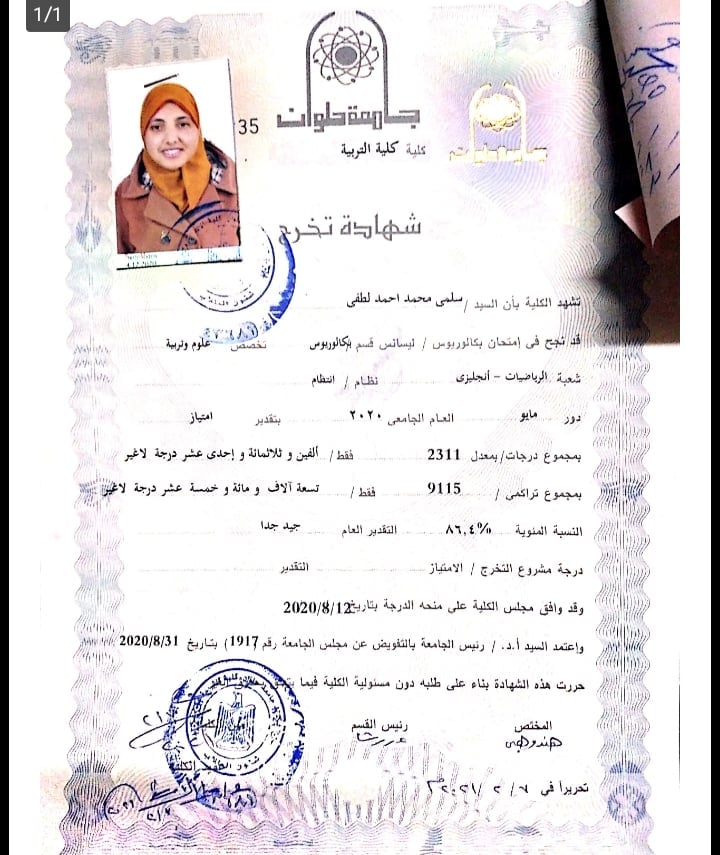 1/1
35
جامعة حلوان
كلية كلية التربية
جامعة حلوان
شهادة تخرج
تشهد الكلية بأن السيد / سلمى محمد احمد لطفى
قد نجح فى إمتحان بكالوريوس / ليسانس قسم بكالوريوس تخصص علوم وتربية
شعبة الرياضيات - أنجليزى نظام / انتظام
دور مايو العام الجامعى ٢٠٢٠ بتقدير امتياز
بمجموع درجات/بمعدل 2311 فقط / ألفين و ثلاثمائة و إحدى عشر درجة لاغير
بمجموع تراكمى / 9115 فقط / تسعة آلاف و مائة و خمسة عشر درجة لاغير
النسبة المئوية ٨٦,٤% التقدير العام جيد جدا
درجة مشروع التخرج / الامتياز التقدير
وقد وافق مجلس الكلية على منحه الدرجة بتاريخ 2020/8/12
وإعتمد السيد أ.د. / رئيس الجامعة بالتفويض عن مجلس الجامعة رقم (1917) بتاريخ 2020/8/31
حررت هذه الشهادة بناء على طلبه دون مسئولية الكلية فيما
المختص رئيس القسم
تحريرا في ٧ / ٢ / ٢٠٢١ م